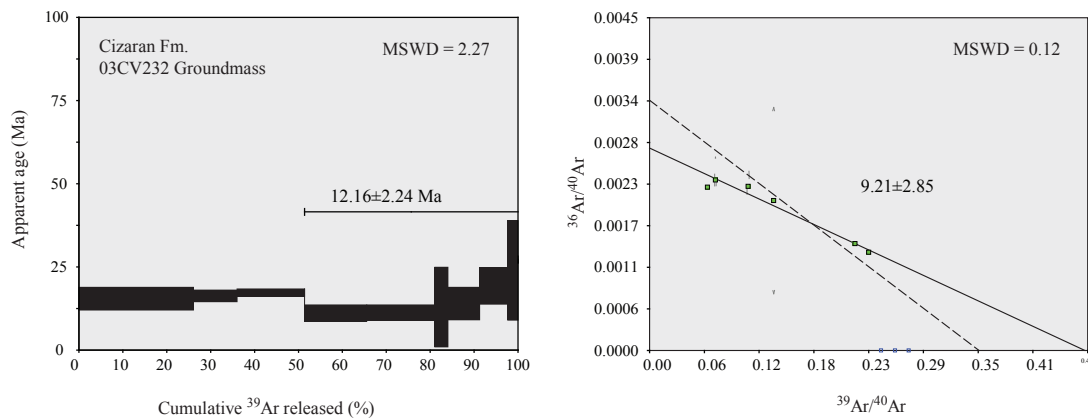 Cizaran Fm.
03CV232 Groundmass
MSWD = 2.27
12.16±2.24 Ma
Apparent age (Ma)
100
75
50
25
0
0 10 20 30 40 50 60 70 80 90 100
Cumulative ³⁹Ar released (%)
MSWD = 0.12
9.21±2.85
³⁶Ar/⁴⁰Ar
0.0045
0.0039
0.0034
0.0028
0.0023
0.0017
0.0011
0.0006
0.0000
0.00 0.06 0.12 0.18 0.23 0.29 0.35 0.41
³⁹Ar/⁴⁰Ar